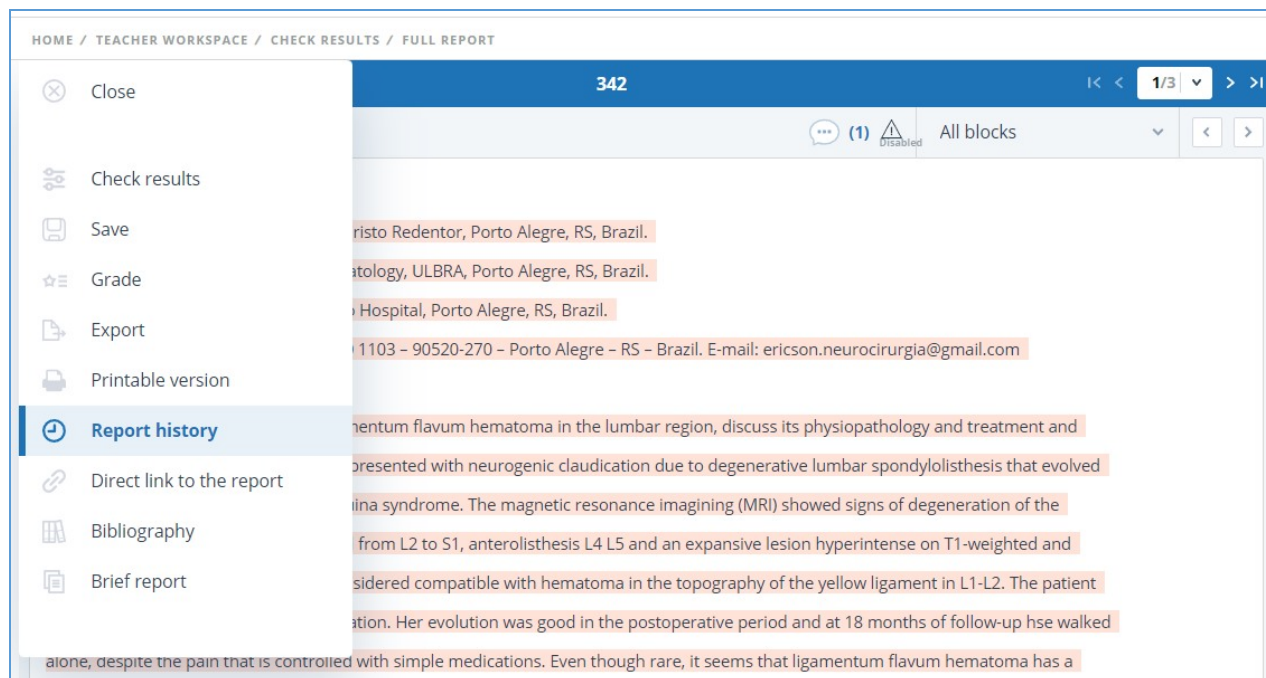 HOME / TEACHER WORKSPACE / CHECK RESULTS / FULL REPORT
Close
342
1/3
(1)
Disabled
All blocks
Check results
Save
Grade
Export
Printable version
Report history
Direct link to the report
Bibliography
Brief report
risto Redentor, Porto Alegre, RS, Brazil.
atology, ULBRA, Porto Alegre, RS, Brazil.
Hospital, Porto Alegre, RS, Brazil.
1103 – 90520-270 – Porto Alegre – RS – Brazil. E-mail: ericson.neurocirurgia@gmail.com
mentum flavum hematoma in the lumbar region, discuss its physiopathology and treatment and
presented with neurogenic claudication due to degenerative lumbar spondylolisthesis that evolved
ina syndrome. The magnetic resonance imagining (MRI) showed signs of degeneration of the
from L2 to S1, anterolisthesis L4 L5 and an expansive lesion hyperintense on T1-weighted and
sidered compatible with hematoma in the topography of the yellow ligament in L1-L2. The patient
ation. Her evolution was good in the postoperative period and at 18 months of follow-up hse walked
alone, despite the pain that is controlled with simple medications. Even though rare, it seems that ligamentum flavum hematoma has a